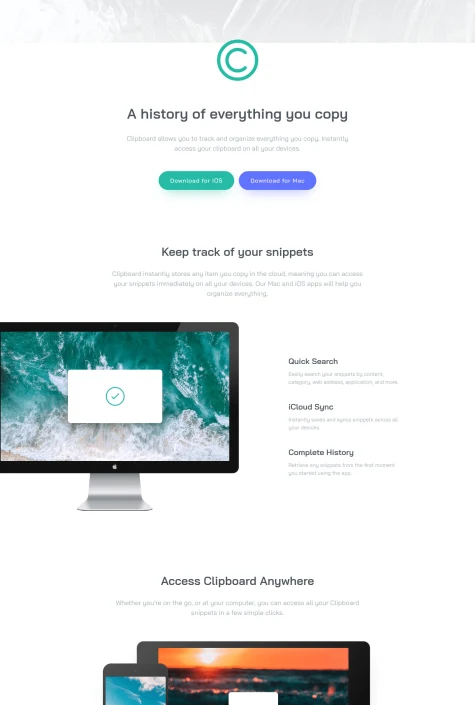 A history of everything you copy
Clipboard allows you to track and organize everything you copy. Instantly
access your clipboard on all your devices.
Download for iOS
Download for Mac
Keep track of your snippets
Clipboard instantly stores any item you copy in the cloud, meaning you can access
your snippets immediately on all your devices. Our Mac and iOS apps will help you
organize everything.
Quick Search
Easily search your snippets by content,
category, web address, application, and more.
iCloud Sync
Instantly saves and syncs snippets across all
your devices.
Complete History
Retrieve any snippets from the first moment
you started using the app.
Access Clipboard Anywhere
Whether you're on the go, or at your computer, you can access all your Clipboard
snippets in a few simple clicks.